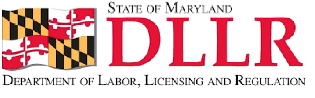 STATE OF MARYLAND
DLLR
DEPARTMENT OF LABOR, LICENSING AND REGULATION